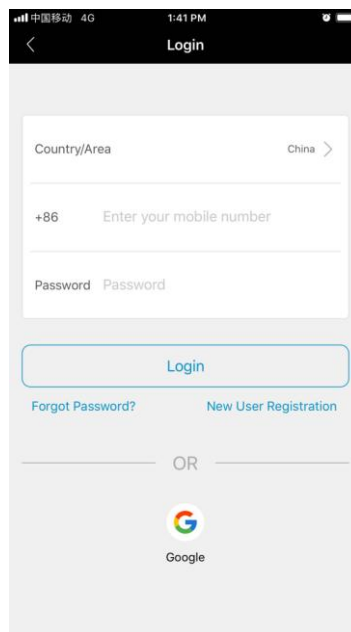 中国移动 4G 1:41 PM
Login
Country/Area China
+86 Enter your mobile number
Password Password
Login
Forgot Password? New User Registration
OR
G
Google